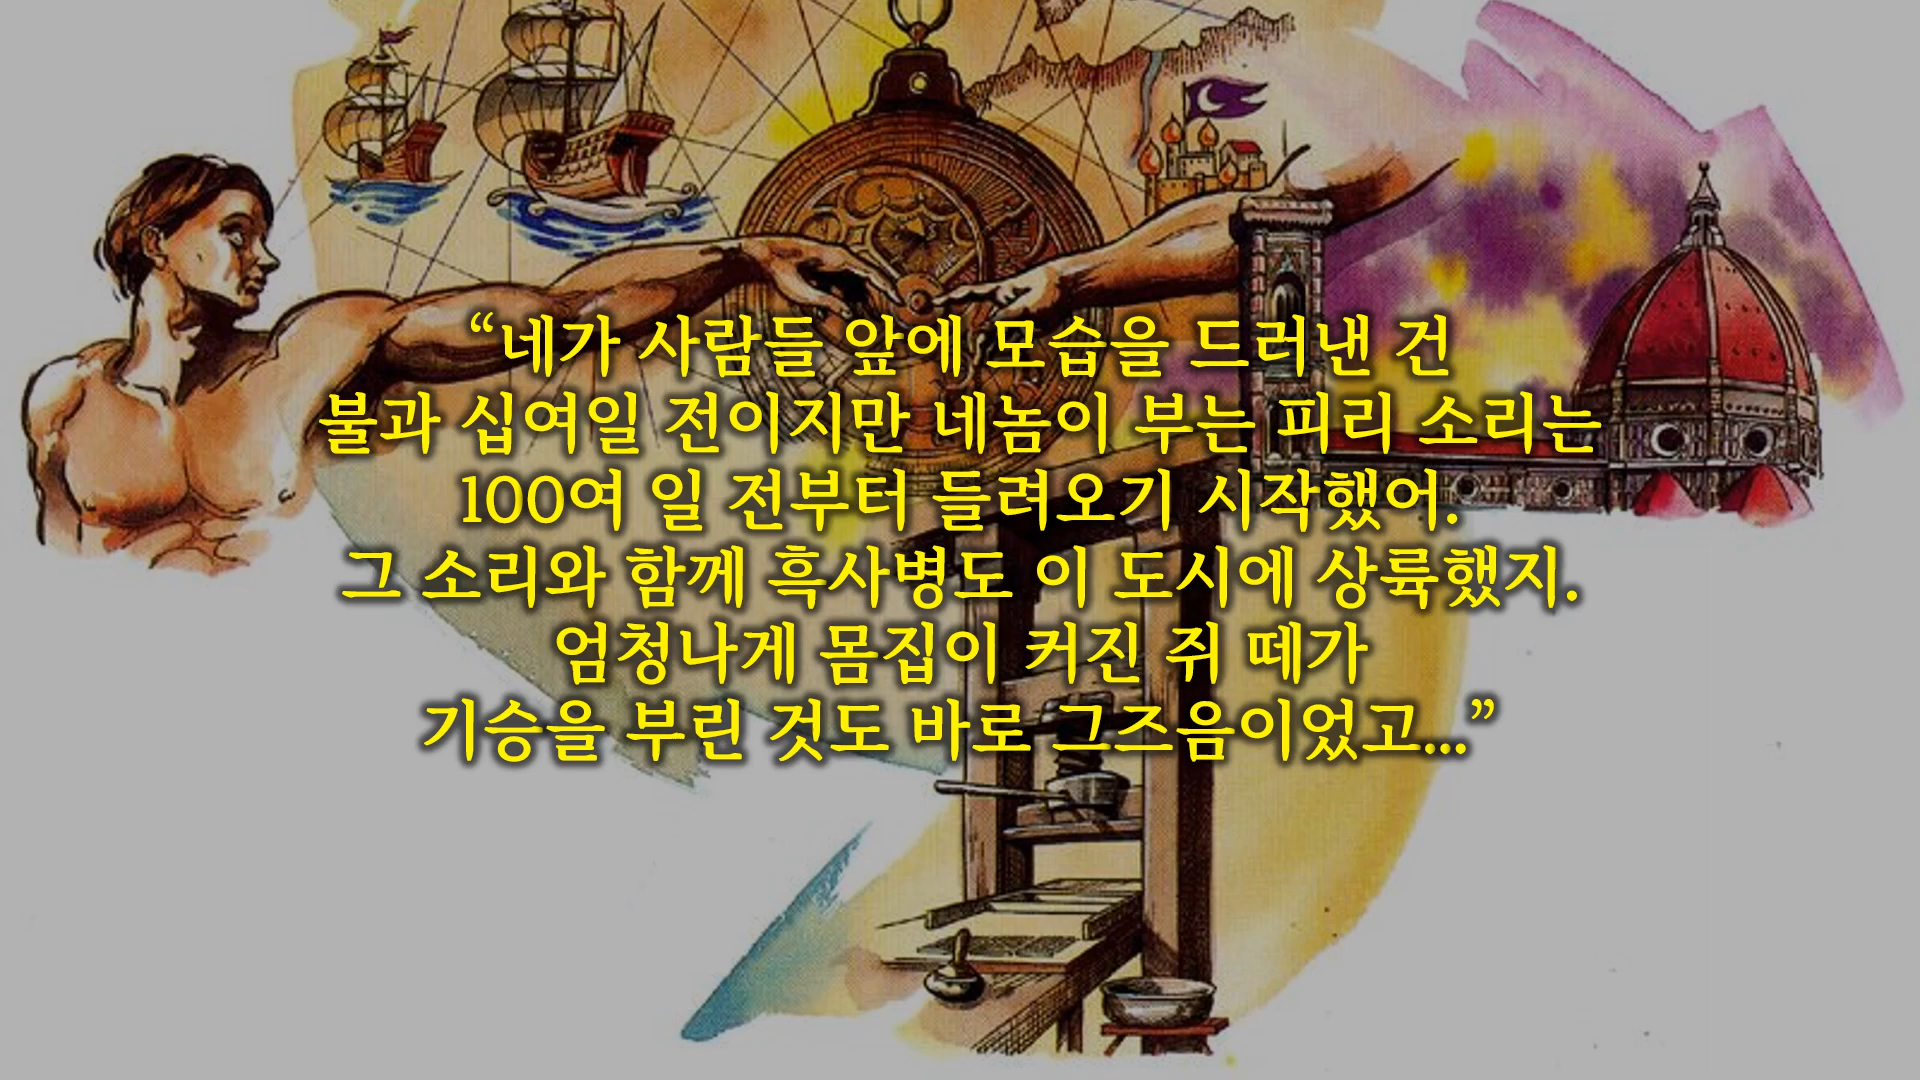 “네가 사람들 앞에 모습을 드러낸 건
불과 십여일 전이지만 네놈이 부는 피리 소리는
100여 일 전부터 들려오기 시작했어.
그 소리와 함께 흑사병도 이 도시에 상륙했지.
엄청나게 몸집이 커진 쥐 떼가
기승을 부린 것도 바로 그즈음이었고...”